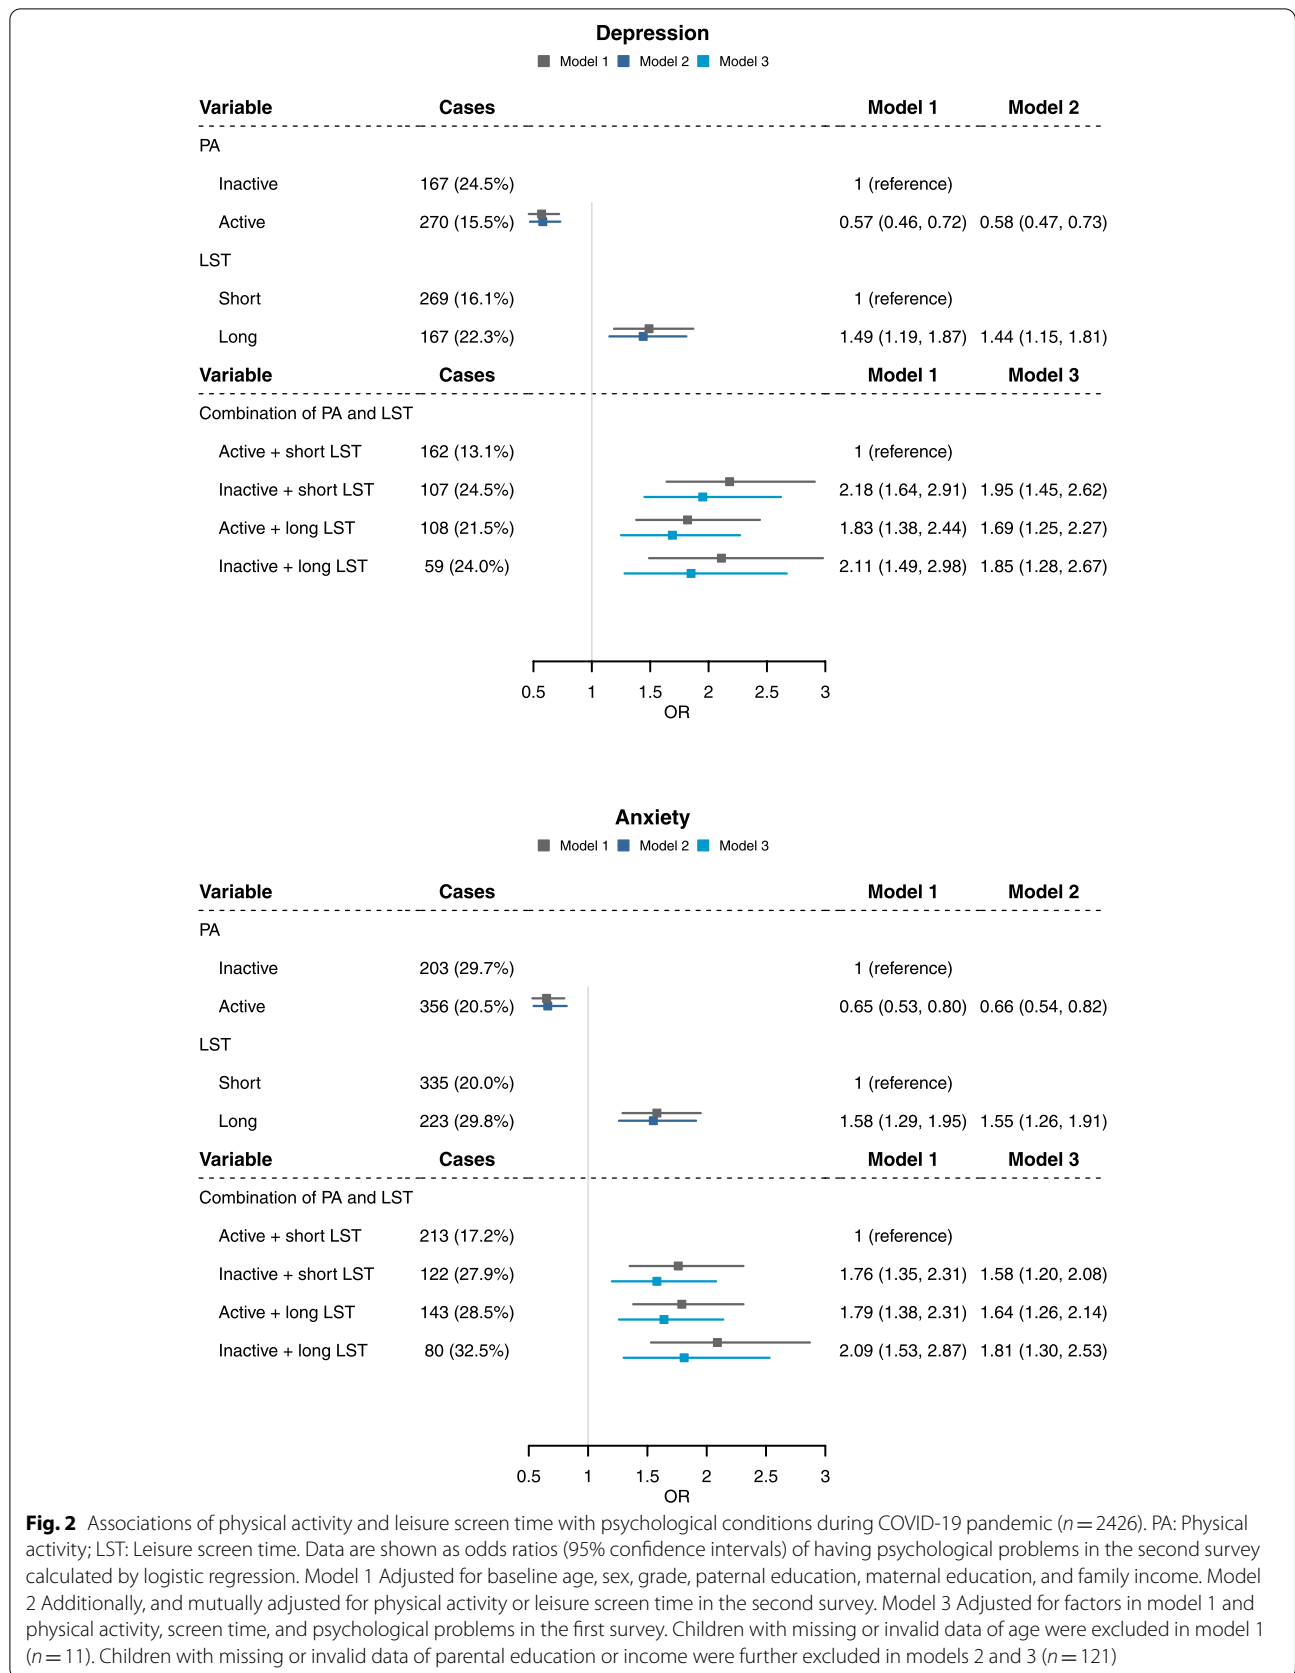 Depression
Model 1 Model 2 Model 3
Variable Cases Model 1 Model 2
PA
Inactive 167 (24.5%) 1 (reference)
Active 270 (15.5%) 0.57 (0.46, 0.72) 0.58 (0.47, 0.73)
LST
Short 269 (16.1%) 1 (reference)
Long 167 (22.3%) 1.49 (1.19, 1.87) 1.44 (1.15, 1.81)
Variable Cases Model 1 Model 3
Combination of PA and LST
Active + short LST 162 (13.1%) 1 (reference)
Inactive + short LST 107 (24.5%) 2.18 (1.64, 2.91) 1.95 (1.45, 2.62)
Active + long LST 108 (21.5%) 1.83 (1.38, 2.44) 1.69 (1.25, 2.27)
Inactive + long LST 59 (24.0%) 2.11 (1.49, 2.98) 1.85 (1.28, 2.67)
0.5 1 1.5 2 2.5 3
OR
Anxiety
Model 1 Model 2 Model 3
Variable Cases Model 1 Model 2
PA
Inactive 203 (29.7%) 1 (reference)
Active 356 (20.5%) 0.65 (0.53, 0.80) 0.66 (0.54, 0.82)
LST
Short 335 (20.0%) 1 (reference)
Long 223 (29.8%) 1.58 (1.29, 1.95) 1.55 (1.26, 1.91)
Variable Cases Model 1 Model 3
Combination of PA and LST
Active + short LST 213 (17.2%) 1 (reference)
Inactive + short LST 122 (27.9%) 1.76 (1.35, 2.31) 1.58 (1.20, 2.08)
Active + long LST 143 (28.5%) 1.79 (1.38, 2.31) 1.64 (1.26, 2.14)
Inactive + long LST 80 (32.5%) 2.09 (1.53, 2.87) 1.81 (1.30, 2.53)
0.5 1 1.5 2 2.5 3
OR
Fig. 2 Associations of physical activity and leisure screen time with psychological conditions during COVID-19 pandemic (n = 2426). PA: Physical
activity; LST: Leisure screen time. Data are shown as odds ratios (95% confidence intervals) of having psychological problems in the second survey
calculated by logistic regression. Model 1 Adjusted for baseline age, sex, grade, paternal education, maternal education, and family income. Model
2 Additionally, and mutually adjusted for physical activity or leisure screen time in the second survey. Model 3 Adjusted for factors in model 1 and
physical activity, screen time, and psychological problems in the first survey. Children with missing or invalid data of age were excluded in model 1
(n = 11). Children with missing or invalid data of parental education or income were further excluded in models 2 and 3 (n = 121)